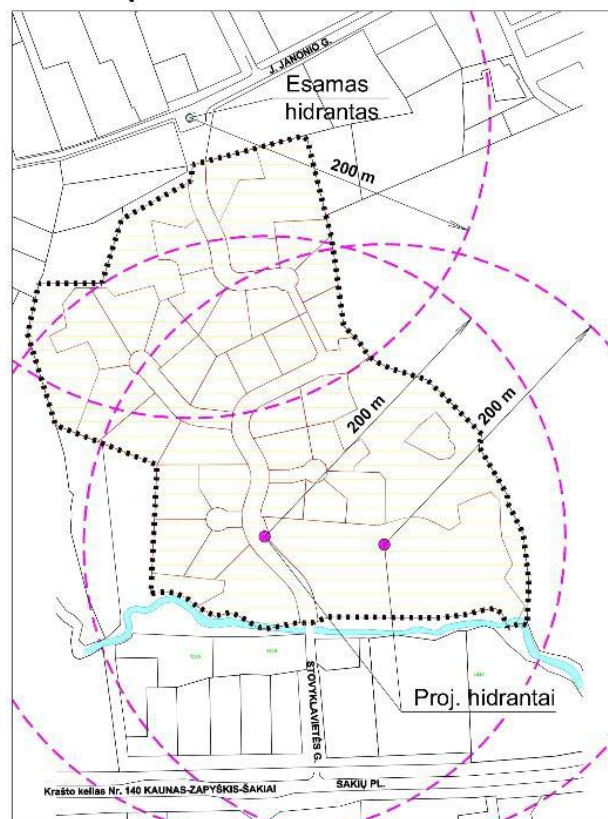 J. JANONIO G.
Esamas
hidrantas
200 m
200 m
200 m
Proj. hidrantai
STOVYKLAVIETĖS G.
ŠAKIŲ PL.
Krašto kelias Nr. 140 KAUNAS-ZAPYŠKIS-ŠAKIAI